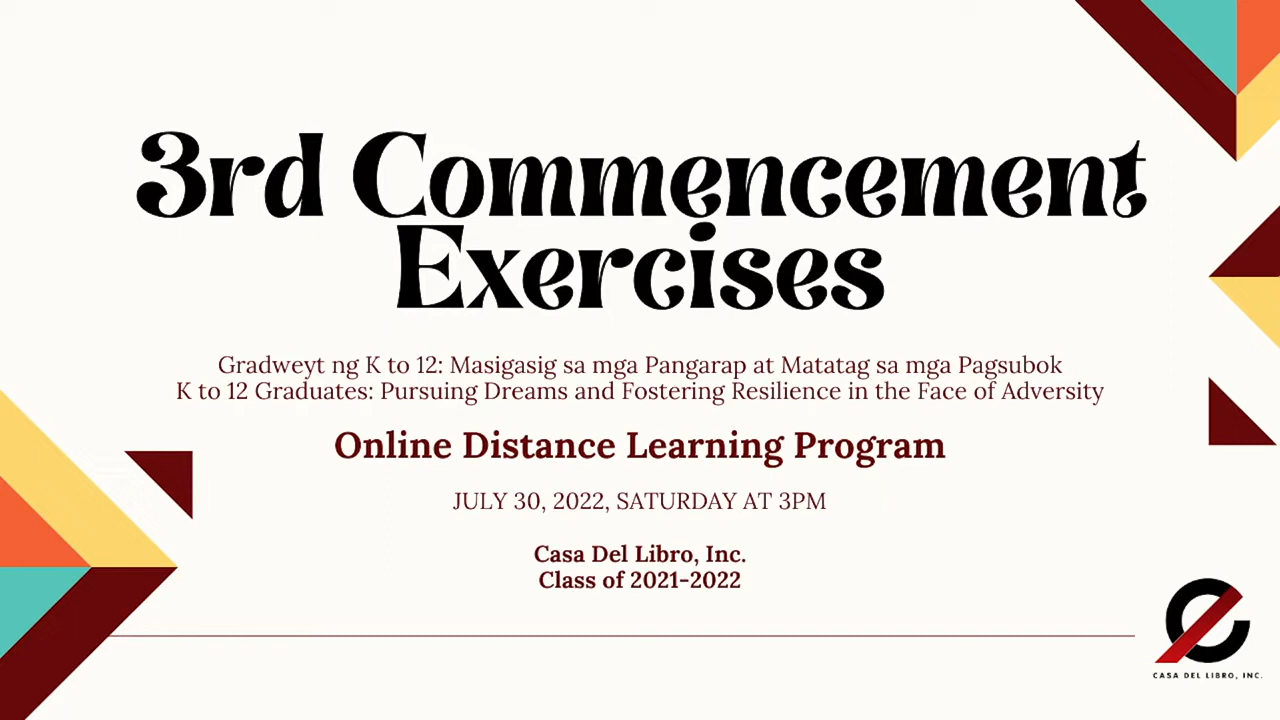 3rd Commencement
Exercises
Gradweyt ng K to 12: Masigasig sa mga Pangarap at Matatag sa mga Pagsubok
K to 12 Graduates: Pursuing Dreams and Fostering Resilience in the Face of Adversity
Online Distance Learning Program
JULY 30, 2022, SATURDAY AT 3PM
Casa Del Libro, Inc.
Class of 2021-2022
CASA DEL LIBRO, INC.